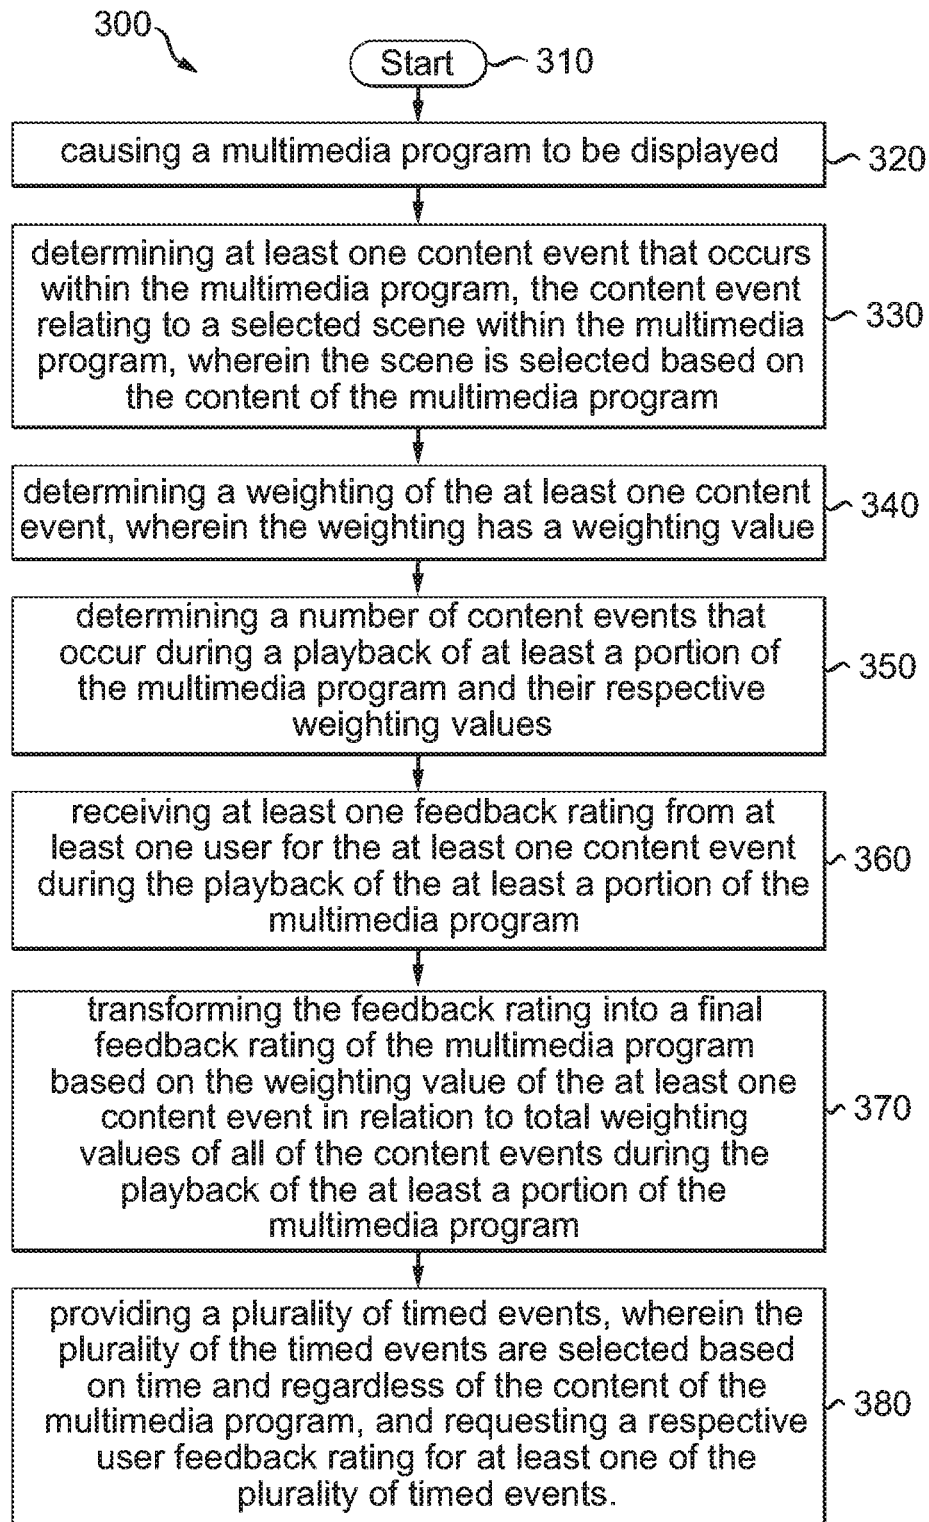 300
Start
310
causing a multimedia program to be displayed
320
determining at least one content event that occurs
within the multimedia program, the content event
relating to a selected scene within the multimedia
program, wherein the scene is selected based on
the content of the multimedia program
330
determining a weighting of the at least one content
event, wherein the weighting has a weighting value
340
determining a number of content events that
occur during a playback of at least a portion of
the multimedia program and their respective
weighting values
350
receiving at least one feedback rating from at
least one user for the at least one content event
during the playback of the at least a portion of the
multimedia program
360
transforming the feedback rating into a final
feedback rating of the multimedia program
based on the weighting value of the at least one
content event in relation to total weighting
values of all of the content events during the
playback of the at least a portion of the
multimedia program
370
providing a plurality of timed events, wherein the
plurality of the timed events are selected based
on time and regardless of the content of the
multimedia program, and requesting a respective
user feedback rating for at least one of the
plurality of timed events.
380